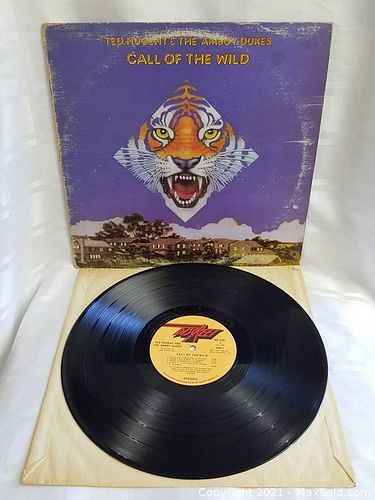 TED NUGENT & THE AMBOY DUKES
CALL OF THE WILD
DISCREET
TED NUGENT AND
THE AMBOY DUKES
CALL OF THE WILD
STEREO
Copyright 2021 - MaxSold.com